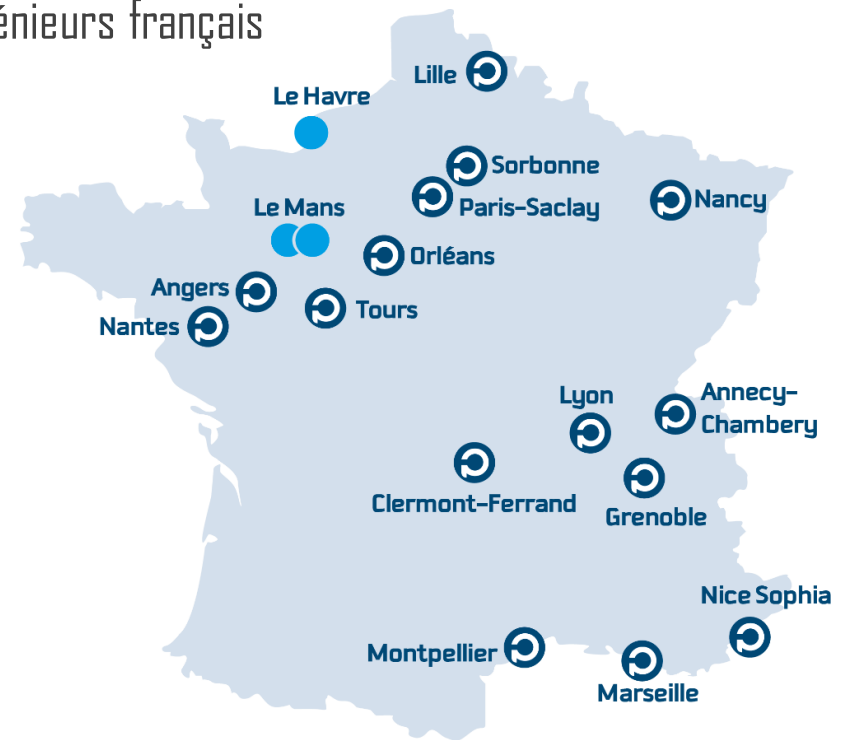 énieurs français
Lille
Le Havre
Sorbonne
Paris-Saclay
Nancy
Le Mans
Orléans
Angers
Tours
Nantes
Lyon
Annecy-
Chambery
Clermont-Ferrand
Grenoble
Nice Sophia
Montpellier
Marseille